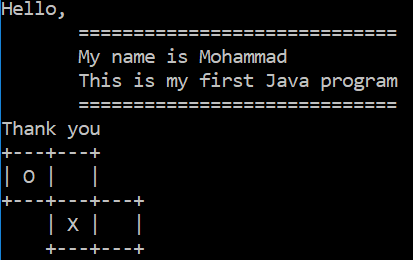 Hello,
       =============================
       My name is Mohammad
       This is my first Java program
       =============================
Thank you
+---+---+
| O |   |
+---+---+---+
    | X |   |
    +---+---+